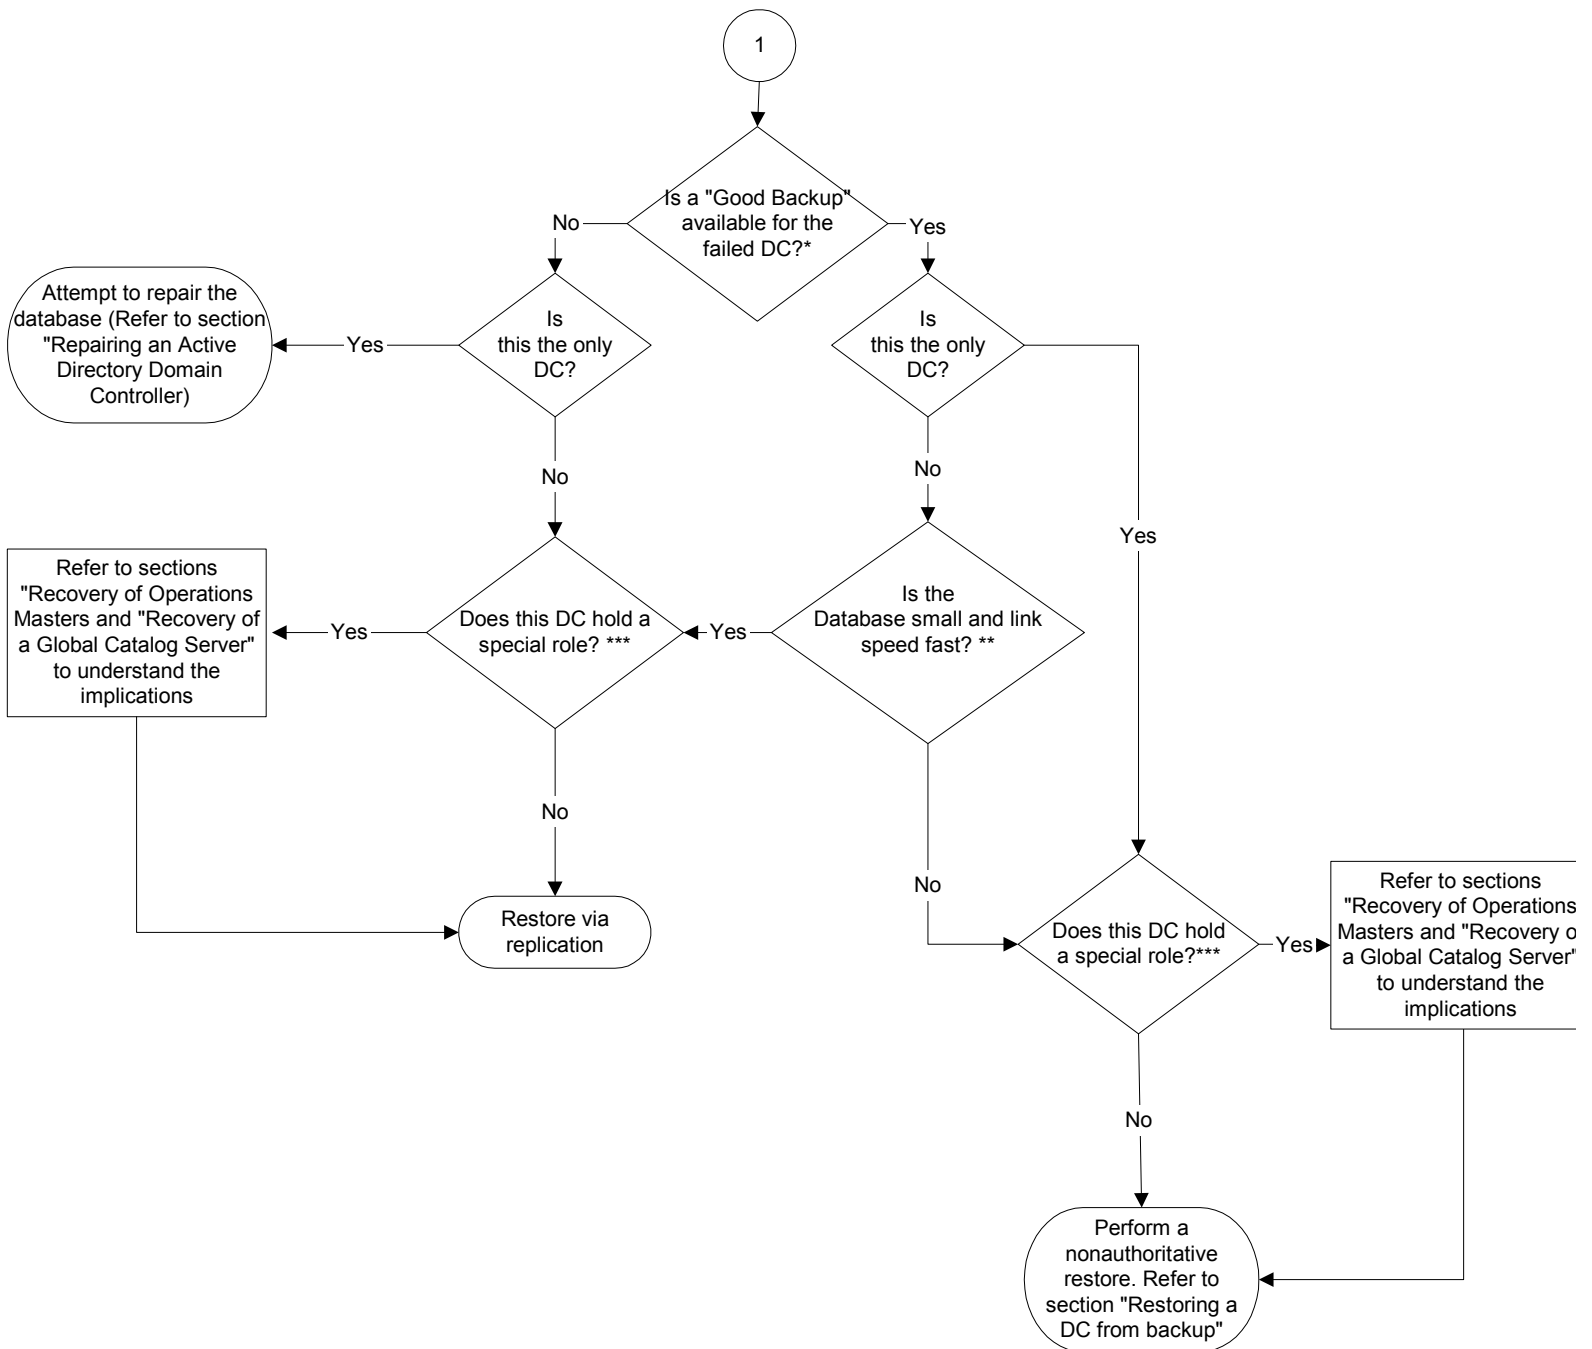 1
Is a "Good Backup"
available for the
failed DC?*
No
Yes
Attempt to repair the
database (Refer to section
"Repairing an Active
Directory Domain
Controller)
Yes
Is
this the only
DC?
Is
this the only
DC?
No
No
Yes
Refer to sections
"Recovery of Operations
Masters and "Recovery of
a Global Catalog Server"
to understand the
implications
Yes
Does this DC hold a
special role? ***
Yes
Is the
Database small and link
speed fast? **
No
No
Restore via
replication
Does this DC hold
a special role?***
Yes
Refer to sections
"Recovery of Operations
Masters and "Recovery of
a Global Catalog Server"
to understand the
implications
No
Perform a
nonauthoritative
restore. Refer to
section "Restoring a
DC from backup"